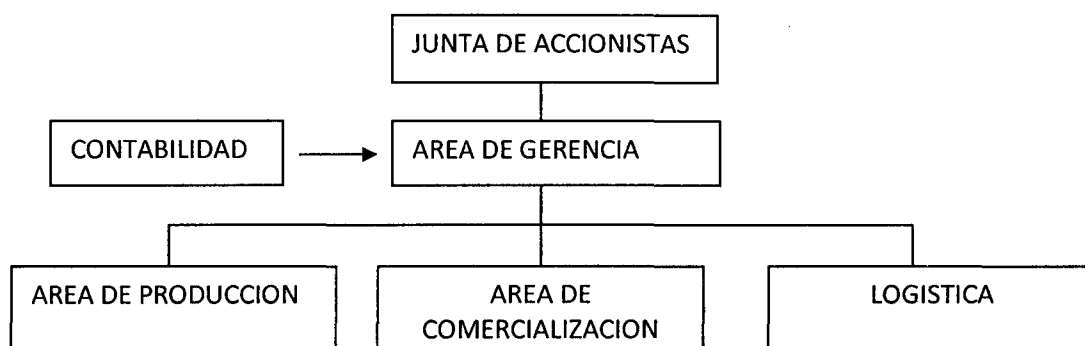 JUNTA DE ACCIONISTAS
CONTABILIDAD
AREA DE GERENCIA
AREA DE PRODUCCION
AREA DE
COMERCIALIZACION
LOGISTICA